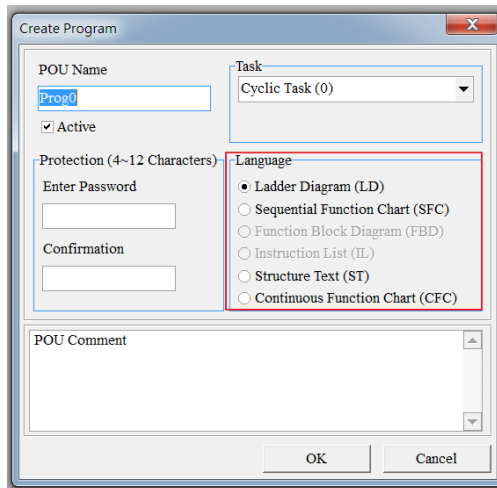 Create Program
POU Name
Prog0
Active
Task
Cyclic Task (0)
Protection (4~12 Characters)
Enter Password
Confirmation
Language
Ladder Diagram (LD)
Sequential Function Chart (SFC)
Function Block Diagram (FBD)
Instruction List (IL)
Structure Text (ST)
Continuous Function Chart (CFC)
POU Comment
OK
Cancel